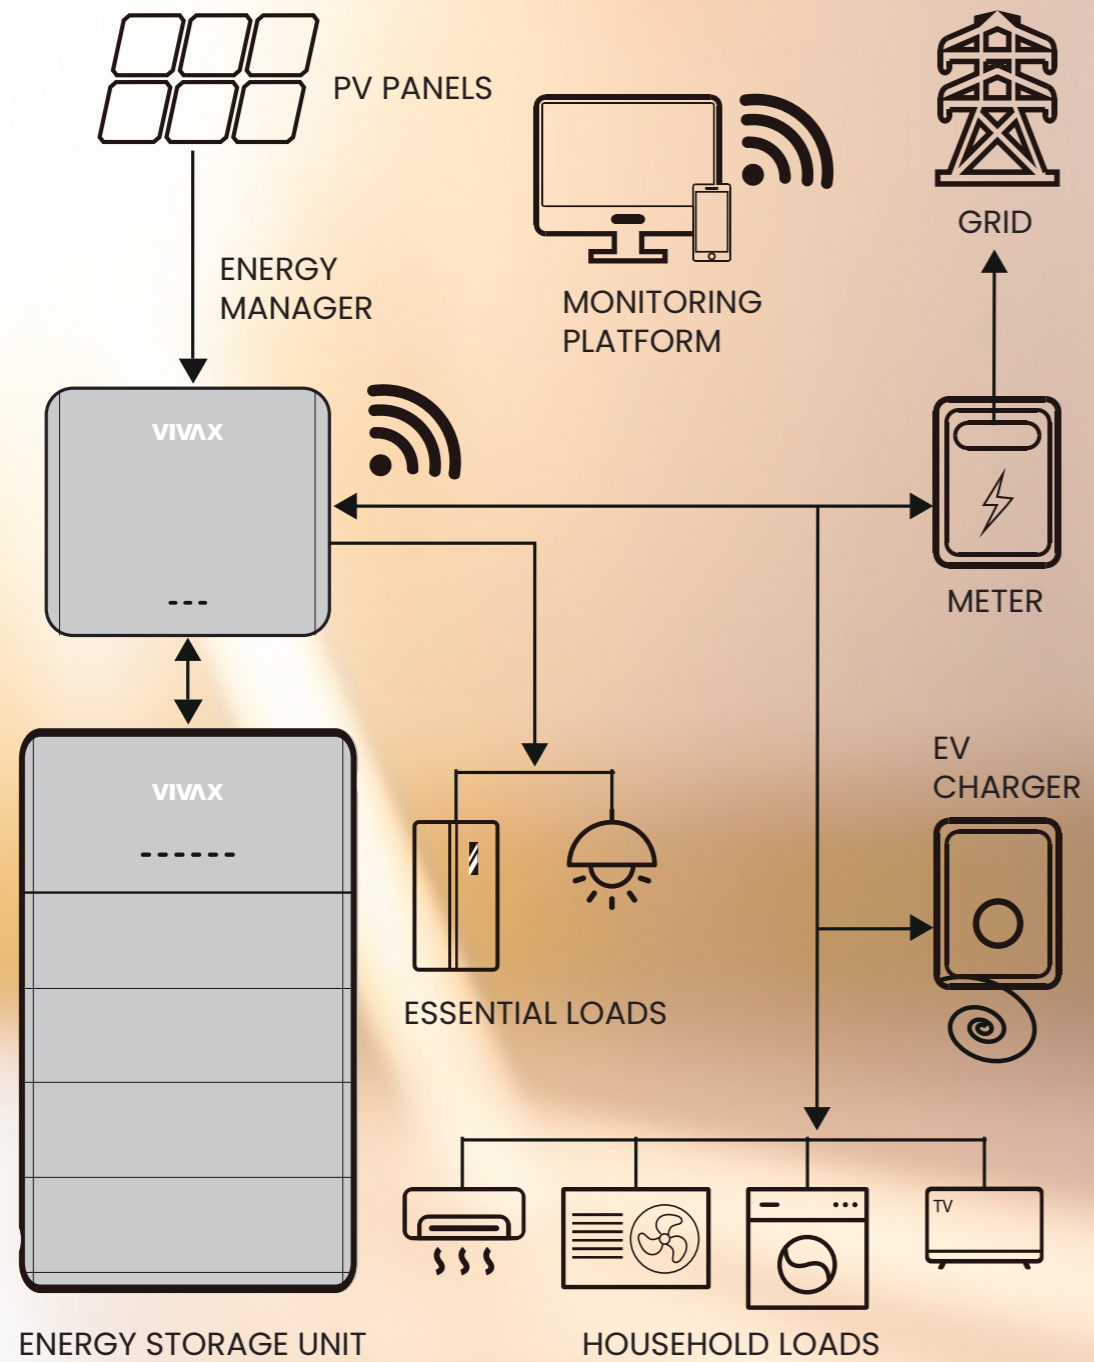 PV PANELS
GRID
ENERGY
MANAGER
MONITORING
PLATFORM
VIVAX
METER
EV
CHARGER
VIVAX
ESSENTIAL LOADS
TV
ENERGY STORAGE UNIT
HOUSEHOLD LOADS